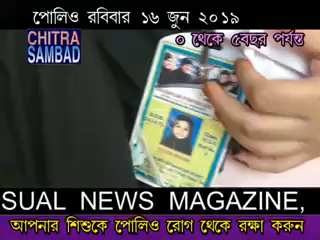 পোলিও রবিবার ১৬ জুন ২০১৯
CHITRA
SAMBAD
০ থেকে ৫বছর পর্যন্ত
SUAL NEWS MAGAZINE,
আপনার শিশুকে পোলিও রোগ থেকে রক্ষা করুন